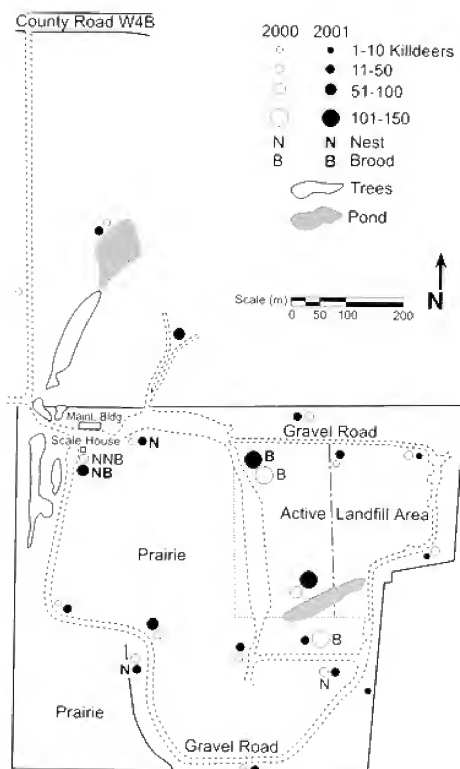 County Road W4B
2000 2001
1-10 Killdeers
11-50
51-100
101-150
N N Nest
B B Brood
Trees
Pond
Scale (m)
0 50 100 200
N
Maint. Bldg.
Scale House
N
NNB
NB
Gravel Road
B
B
Active Landfill Area
Prairie
B
N
N
Prairie
Gravel Road